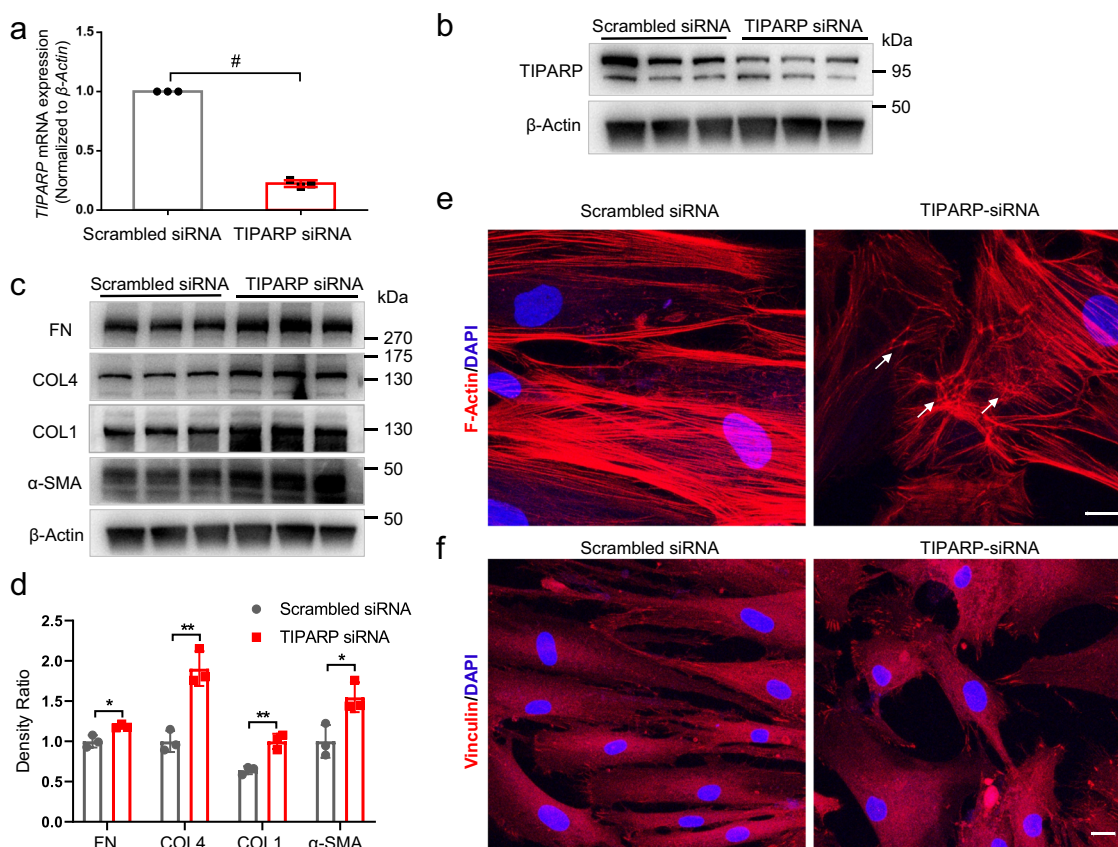 a
1.5
1.0
0.5
0.0
TIPARP mRNA expression
(Normalized to β-Actin)
#
Scrambled siRNA TIPARP siRNA
b
Scrambled siRNA TIPARP siRNA
kDa
TIPARP
95
50
β-Actin
c
Scrambled siRNA TIPARP siRNA
kDa
FN
270
175
COL4
130
COL1
130
50
α-SMA
50
β-Actin
d
Scrambled siRNA
TIPARP siRNA
2.5
2.0
1.5
1.0
0.5
0.0
Density Ratio
*
**
**
*
FN COL4 COL1 α-SMA
e
Scrambled siRNA TIPARP-siRNA
F-Actin/DAPI
f
Scrambled siRNA TIPARP-siRNA
Vinculin/DAPI